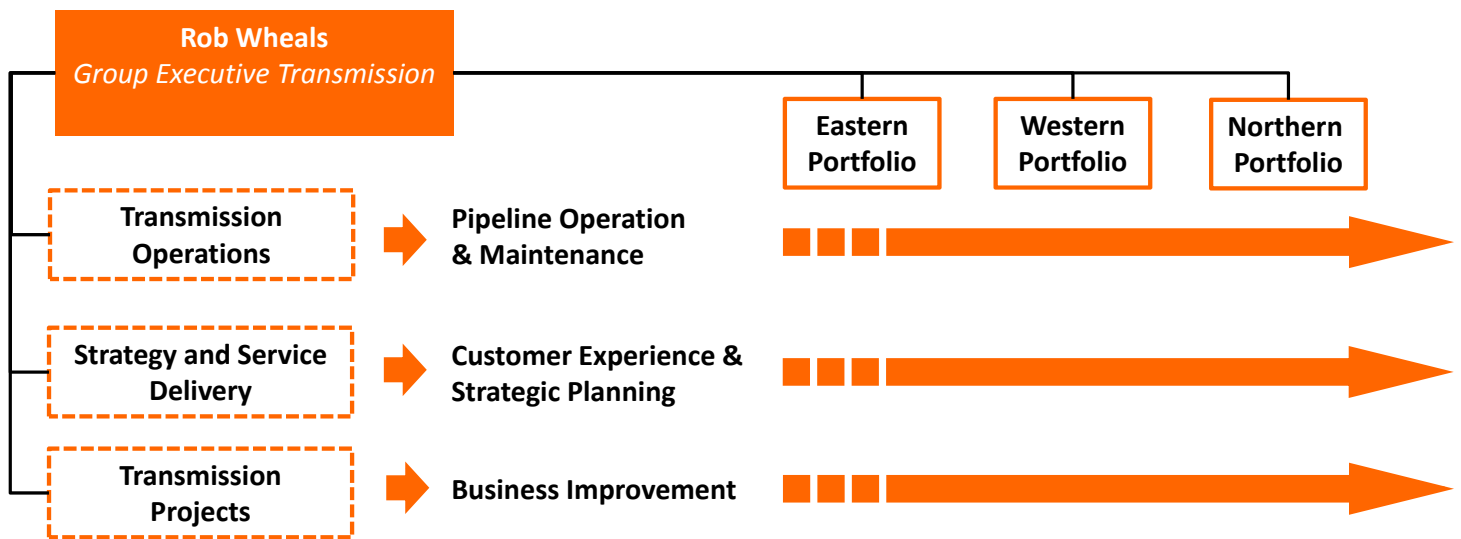 Rob Wheals
Group Executive Transmission
Eastern
Portfolio
Western
Portfolio
Northern
Portfolio
Transmission
Operations
Pipeline Operation
& Maintenance
Strategy and Service
Delivery
Customer Experience &
Strategic Planning
Transmission
Projects
Business Improvement